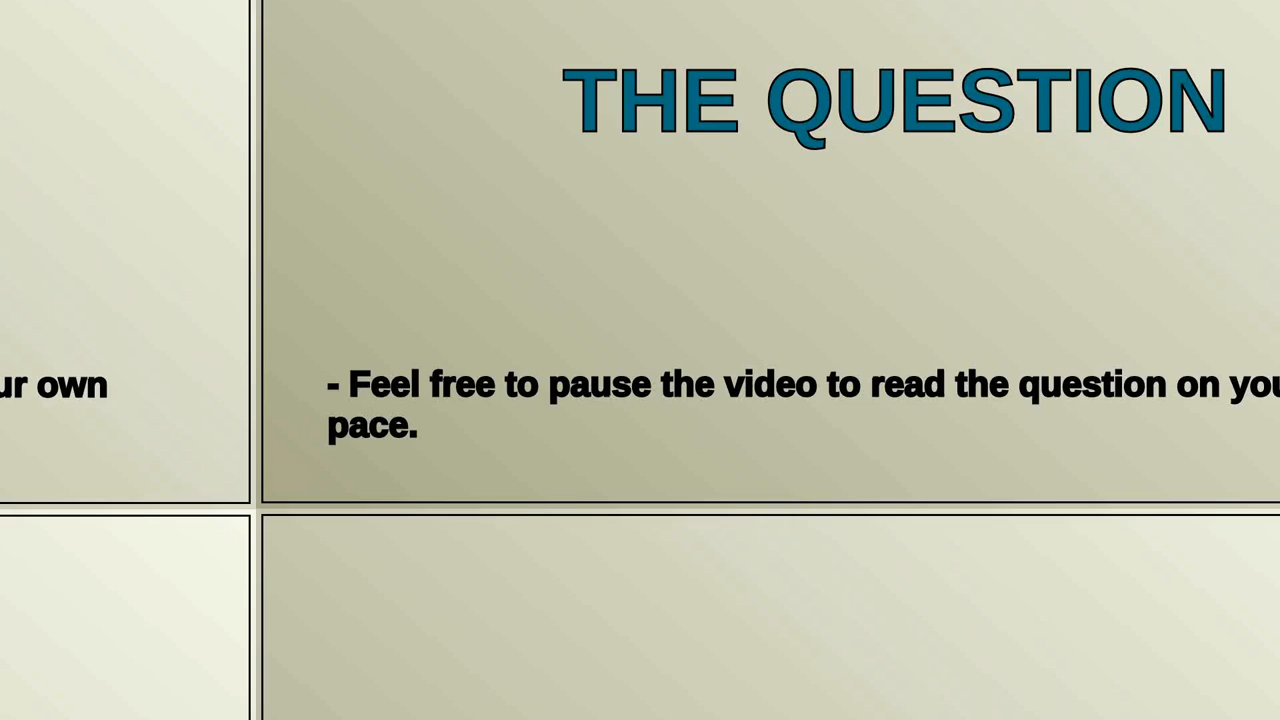 THE QUESTION
ur own
- Feel free to pause the video to read the question on you
pace.